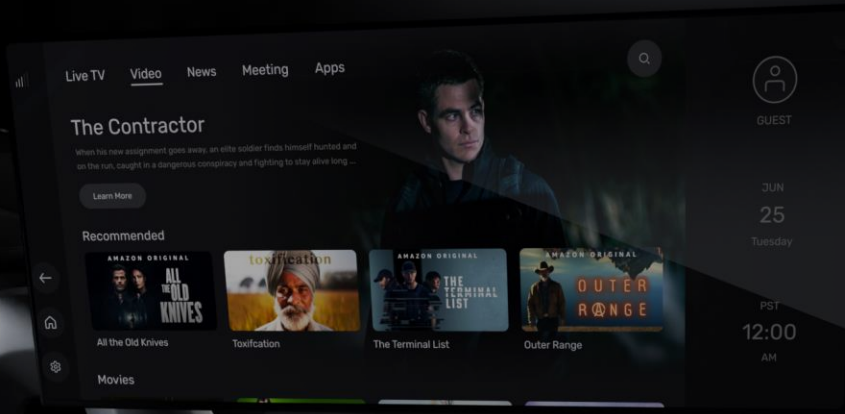 Live TV
Video
News
Meeting
Apps
The Contractor
When his new assignment goes away, an elite soldier finds himself hunted and
on the run, caught in a dangerous conspiracy and fighting to stay alive long ...
Learn More
Recommended
AMAZON ORIGINAL
ALL
THE OLD
KNIVES
toxification
AMAZON ORIGINAL
THE
TERMINAL
LIST
AMAZON ORIGINAL
OUTER
RANGE
All the Old Knives
Toxifcation
The Terminal List
Outer Range
Movies
GUEST
JUN
25
Tuesday
PST
12:00
AM